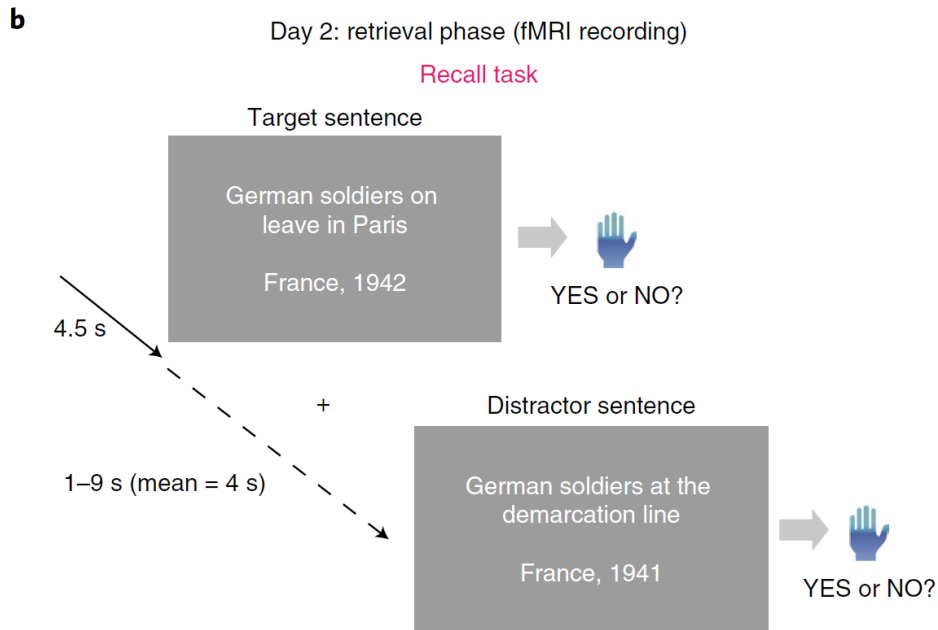 b
Day 2: retrieval phase (fMRI recording)
Recall task
Target sentence
German soldiers on
leave in Paris
France, 1942
YES or NO?
4.5 s
+
1–9 s (mean = 4 s)
Distractor sentence
German soldiers at the
demarcation line
France, 1941
YES or NO?